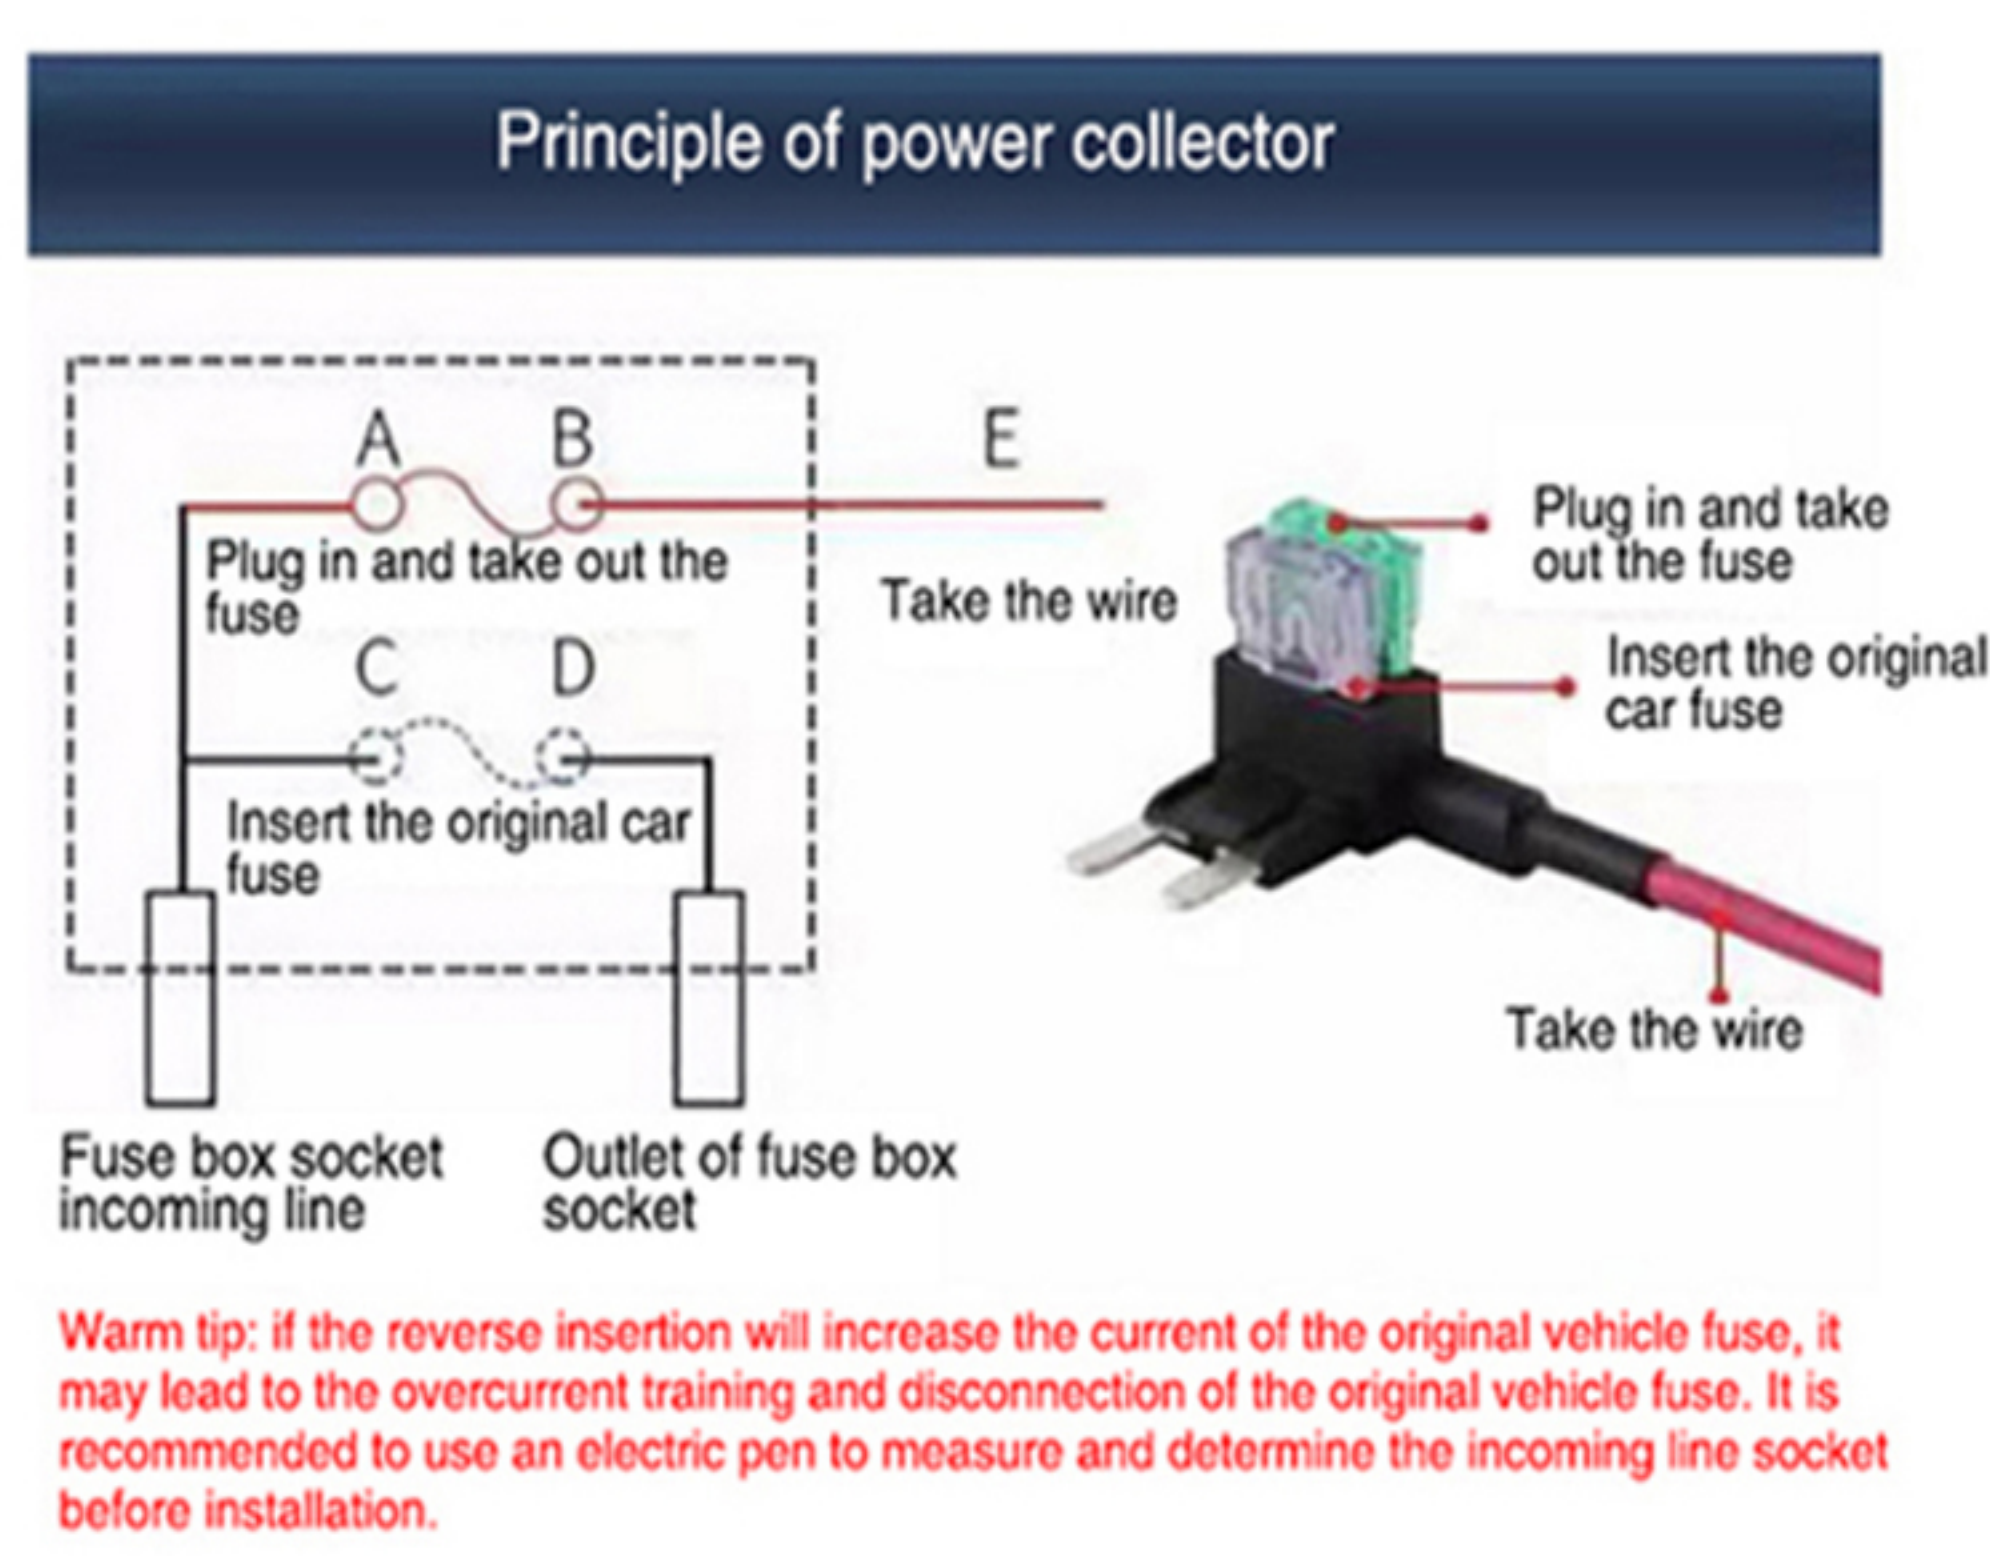 Principle of power collector
A
B
E
Plug in and take out the
fuse
Take the wire
C
D
Insert the original car
fuse
Plug in and take
out the fuse
Insert the original
car fuse
Take the wire
Fuse box socket
incoming line
Outlet of fuse box
socket
Warm tip: if the reverse insertion will increase the current of the original vehicle fuse, it
may lead to the overcurrent training and disconnection of the original vehicle fuse. It is
recommended to use an electric pen to measure and determine the incoming line socket
before installation.